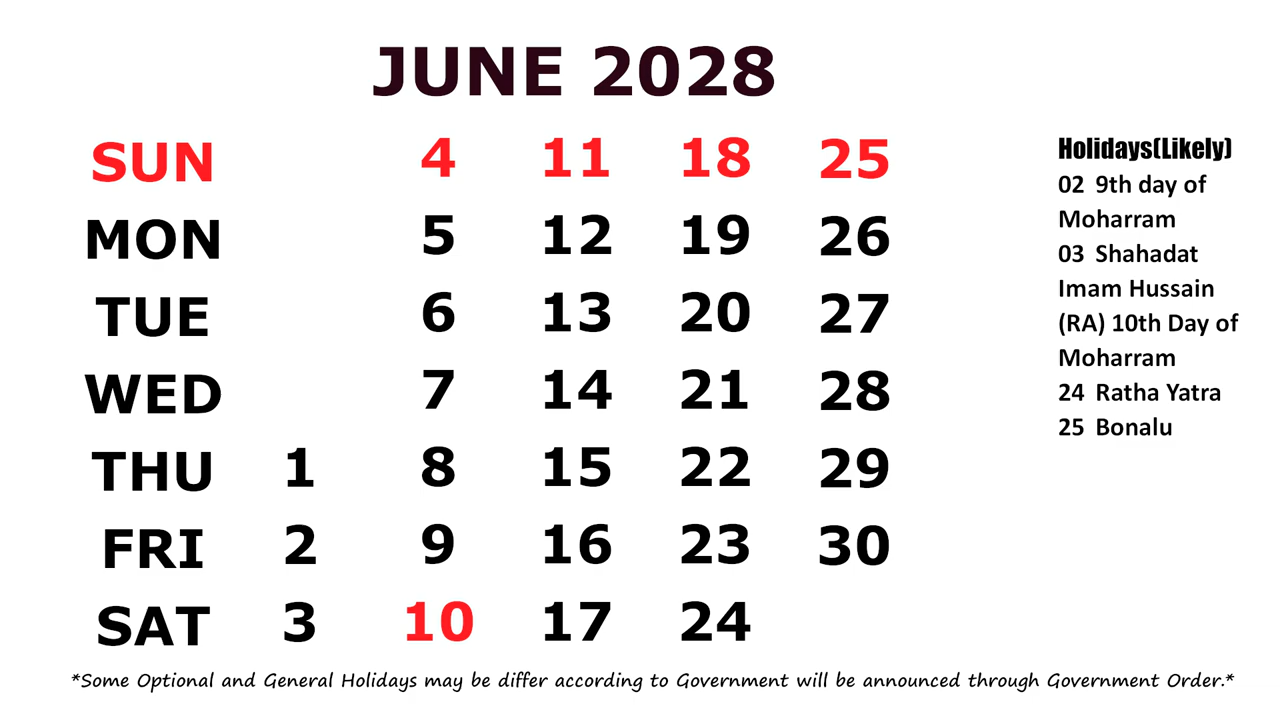 JUNE 2028
SUN 4 11 18 25
MON 5 12 19 26
TUE 6 13 20 27
WED 7 14 21 28
THU 1 8 15 22 29
FRI 2 9 16 23 30
SAT 3 10 17 24
Holidays(Likely)
02 9th day of
Moharram
03 Shahadat
Imam Hussain
(RA) 10th Day of
Moharram
24 Ratha Yatra
25 Bonalu
*Some Optional and General Holidays may be differ according to Government will be announced through Government Order.*